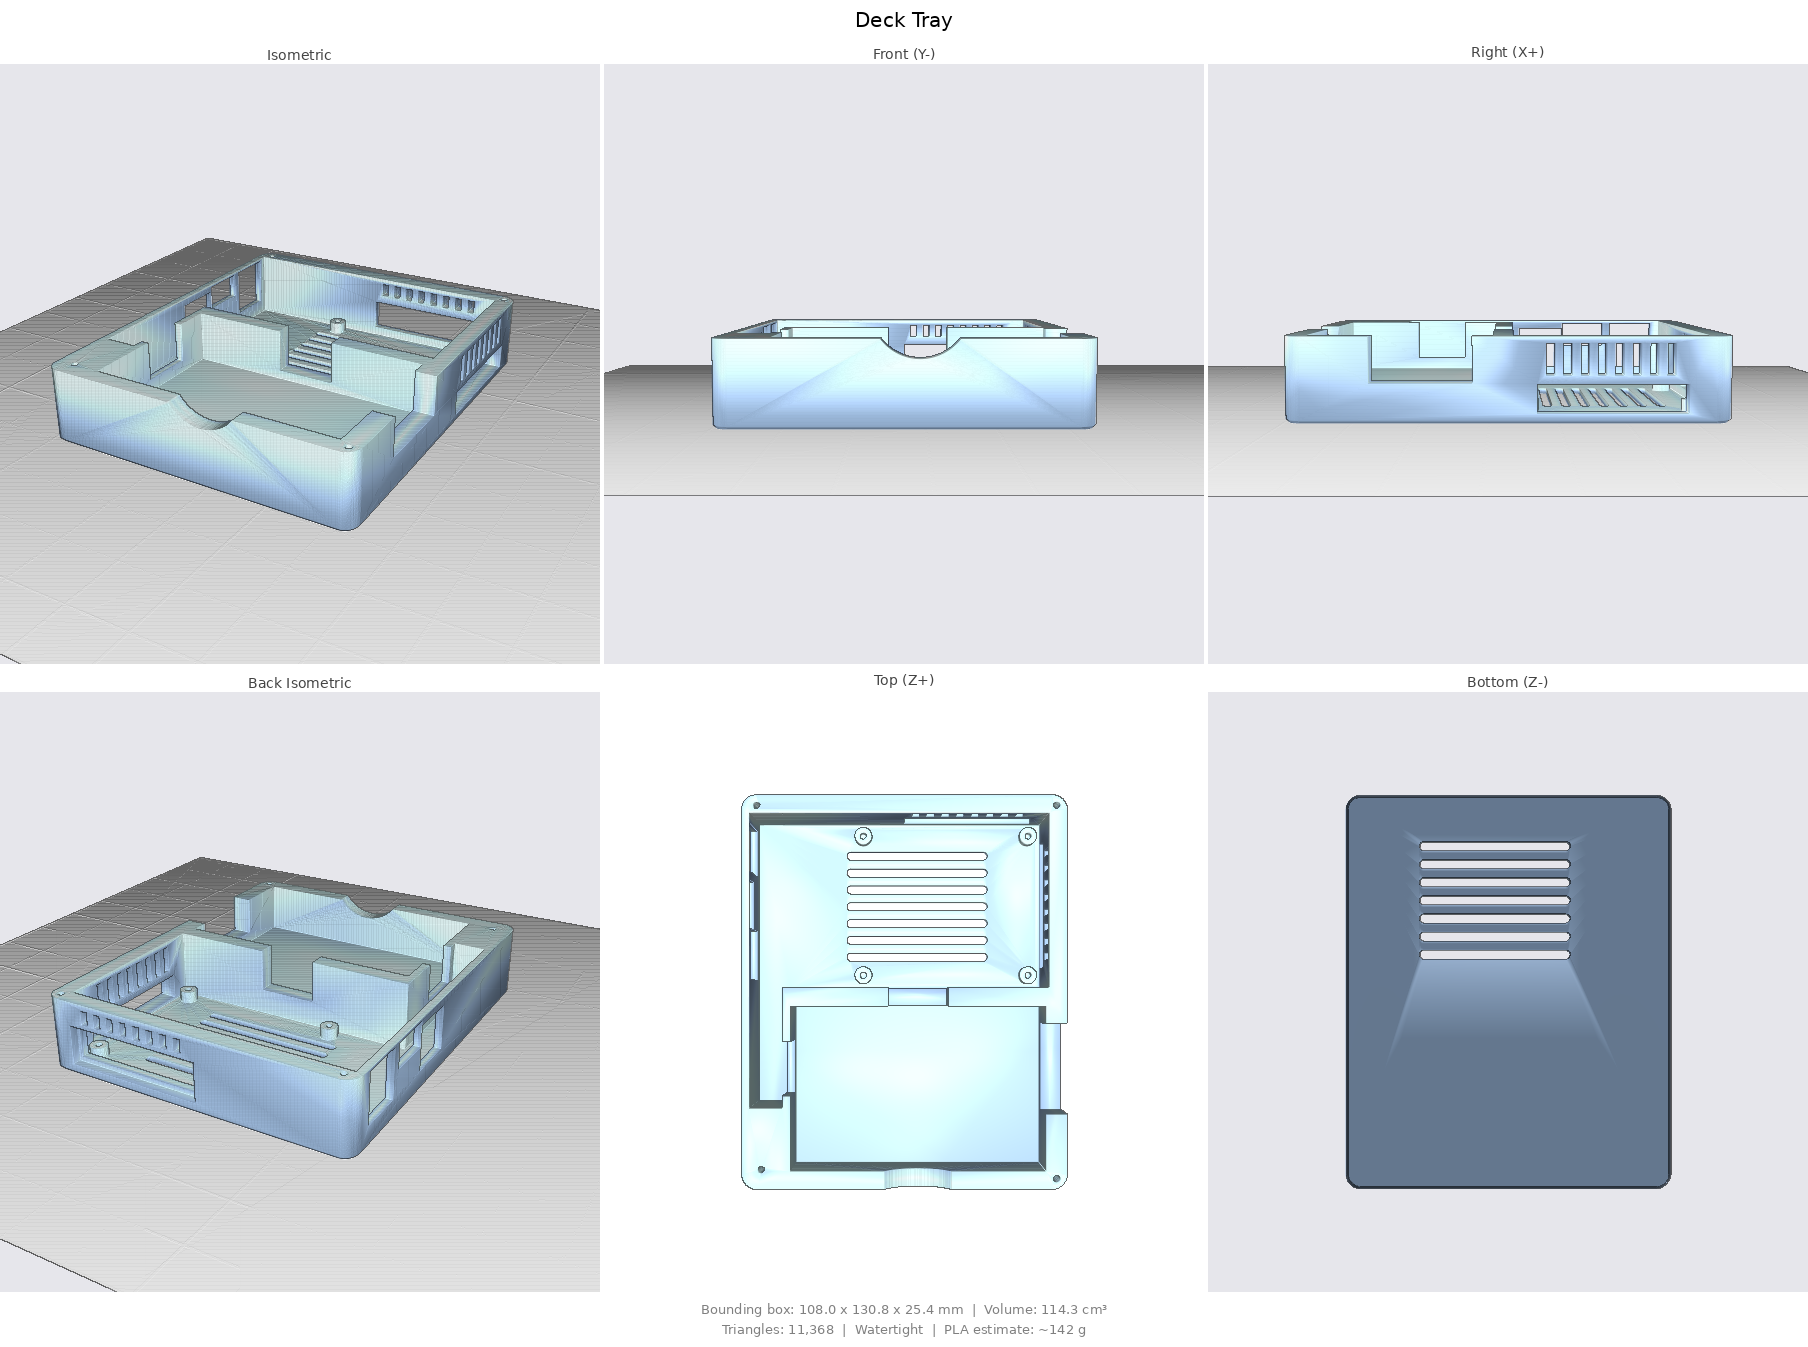 Deck Tray
Isometric
Front (Y-)
Right (X+)
Back Isometric
Top (Z+)
Bottom (Z-)
Bounding box: 108.0 x 130.8 x 25.4 mm | Volume: 114.3 cm³
Triangles: 11,368 | Watertight | PLA estimate: ~142 g